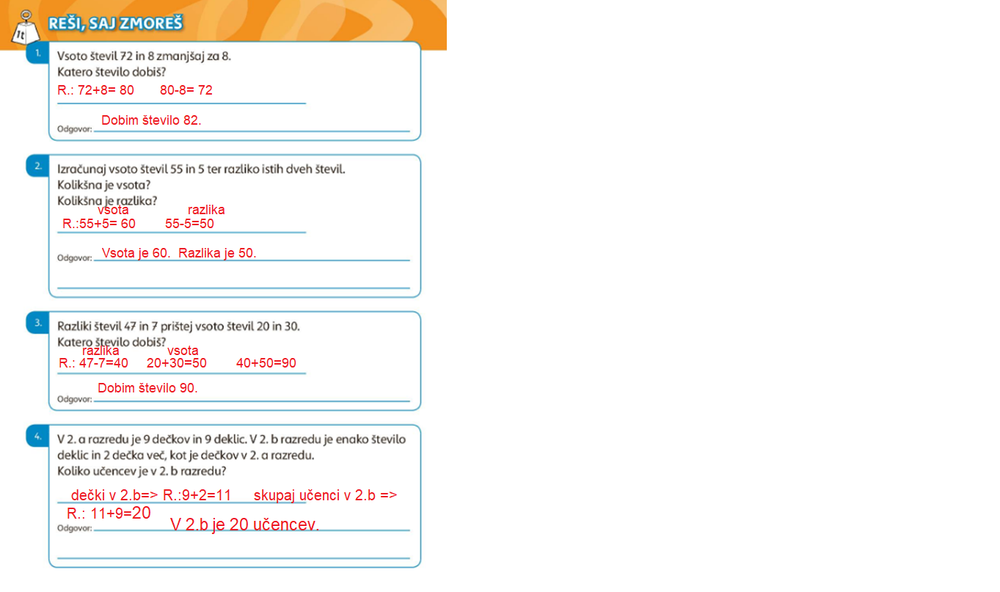 1t
REŠI, SAJ ZMOREŠ
1.
Vsoto števil 72 in 8 zmanjšaj za 8.
Katero število dobiš?
R.: 72+8= 80 80-8= 72
Dobim število 82.
Odgovor:
2.
Izračunaj vsoto števil 55 in 5 ter razliko istih dveh števil.
Kolikšna je vsota?
Kolikšna je razlika?
vsota razlika
R.:55+5= 60 55-5=50
Odgovor: Vsota je 60. Razlika je 50.
3.
Razliki števil 47 in 7 prištej vsoto števil 20 in 30.
Katero število dobiš?
razlika vsota
R.: 47-7=40 20+30=50 40+50=90
Dobim število 90.
Odgovor:
4.
V 2. a razredu je 9 dečkov in 9 deklic. V 2. b razredu je enako število
deklic in 2 dečka več, kot je dečkov v 2. a razredu.
Koliko učencev je v 2. b razredu?
dečki v 2.b=> R.:9+2=11 skupaj učenci v 2.b =>
R.: 11+9=20
Odgovor: V 2.b je 20 učencev.